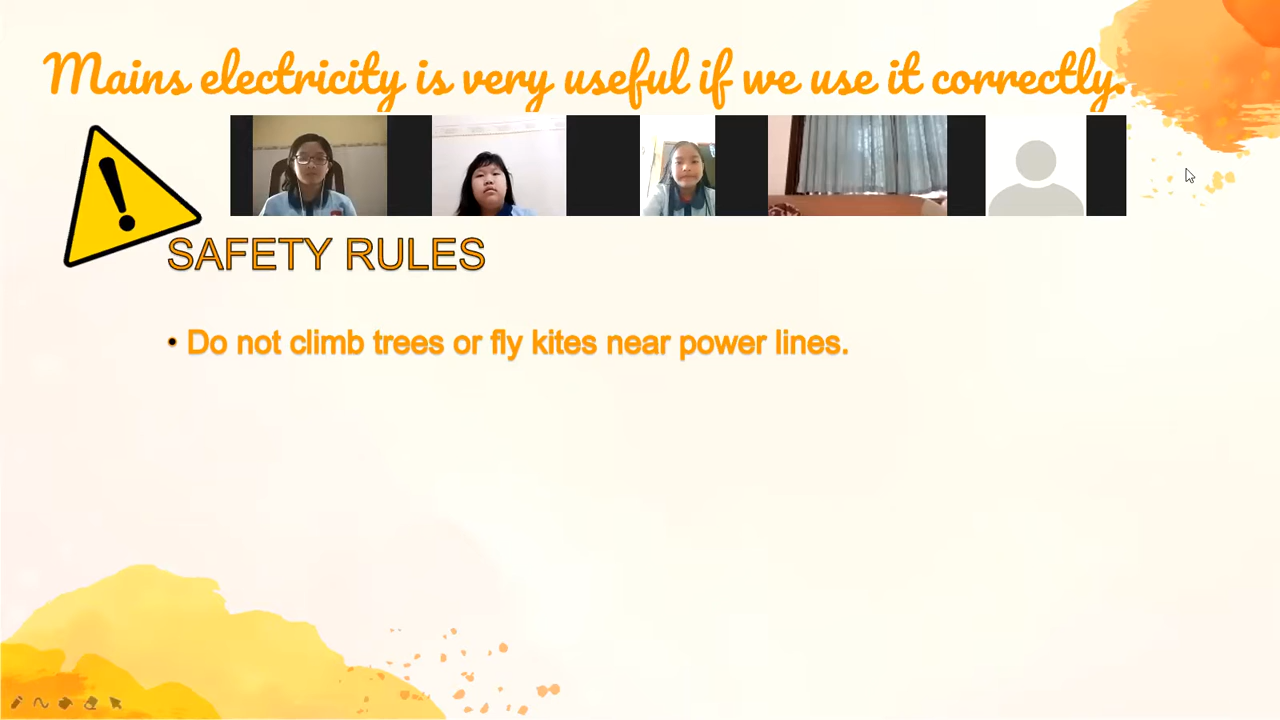 Mains electricity is very useful if we use it correctly.
SAFETY RULES
• Do not climb trees or fly kites near power lines.